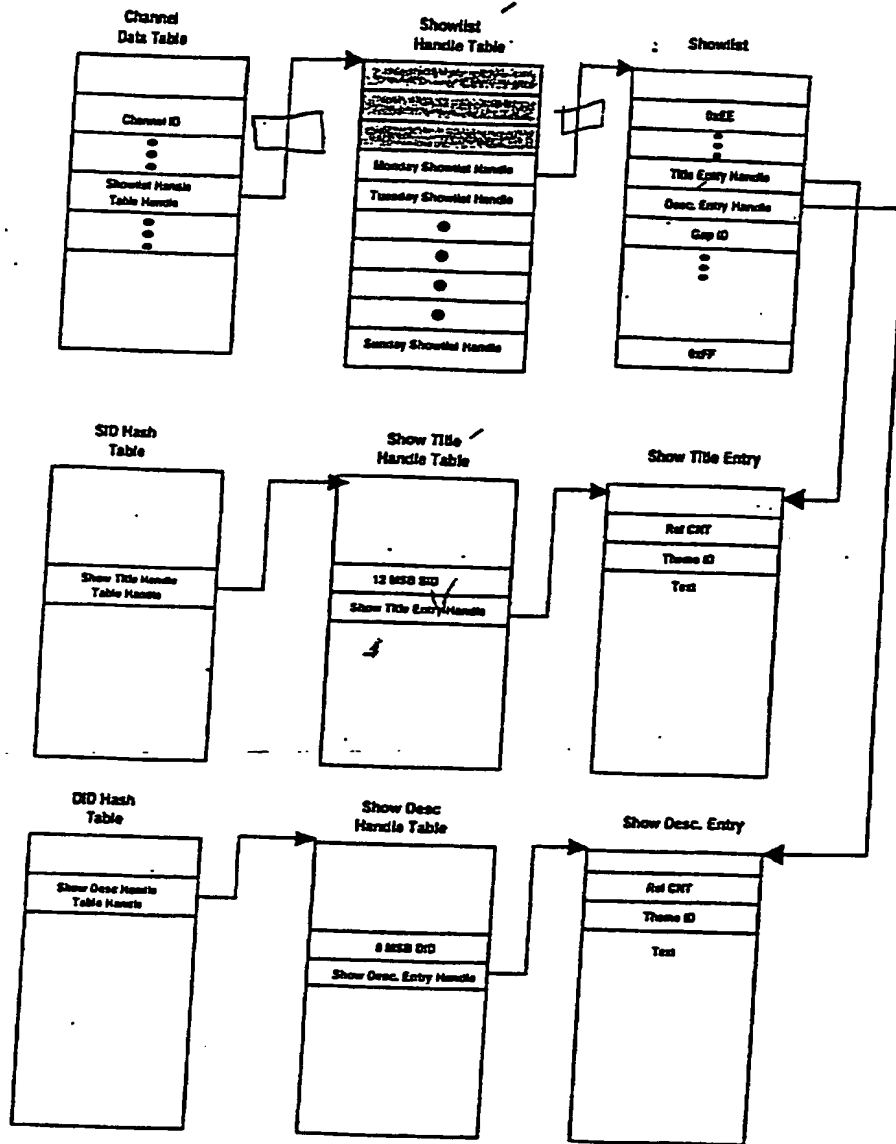 Channel
Data Table
Channel ID
Showlist Handle
Table Handle
Showlist
Handle Table
Monday Showlist Handle
Tuesday Showlist Handle
Sunday Showlist Handle
Showlist
Title Entry Handle
Desc. Entry Handle
Gap ID
0xFF
SID Hash
Table
Show Title Handle
Table Handle
Show Title
Handle Table
12 MSB SID
Show Title Entry Handle
Show Title Entry
Ref CNT
Theme ID
Text
DID Hash
Table
Show Desc Handle
Table Handle
Show Desc
Handle Table
8 MSB DID
Show Desc. Entry Handle
Show Desc. Entry
Ref CNT
Theme ID
Text